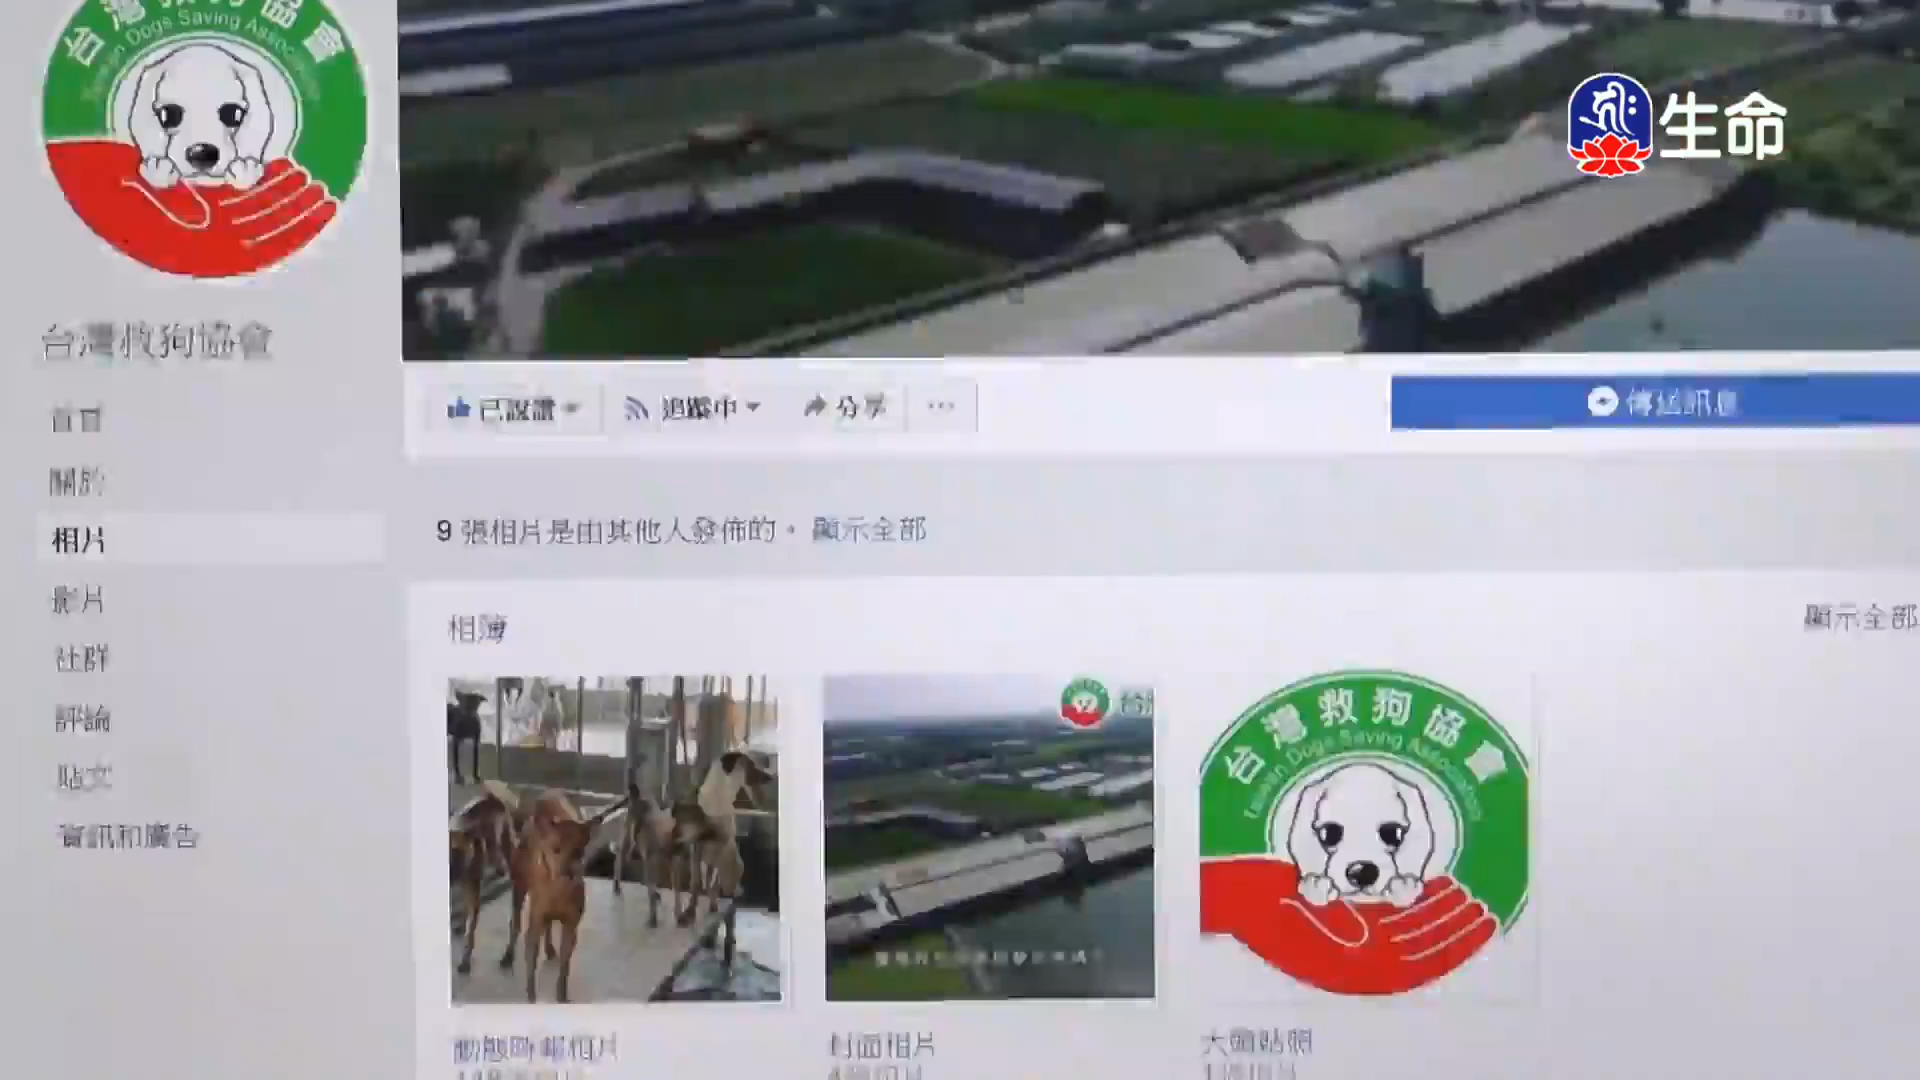 台灣救狗協會
Taiwan Dogs Saving Association
生命
台灣救狗協會
首頁
關於
相片
影片
社群
評論
貼文
資訊和廣告
已說讚
追蹤中
分享
傳送訊息
9 張相片是由其他人發佈的。 顯示全部
相簿
顯示全部
台灣救狗協會
Taiwan Dogs Saving Association
動態時報相片
封面相片
大頭貼照